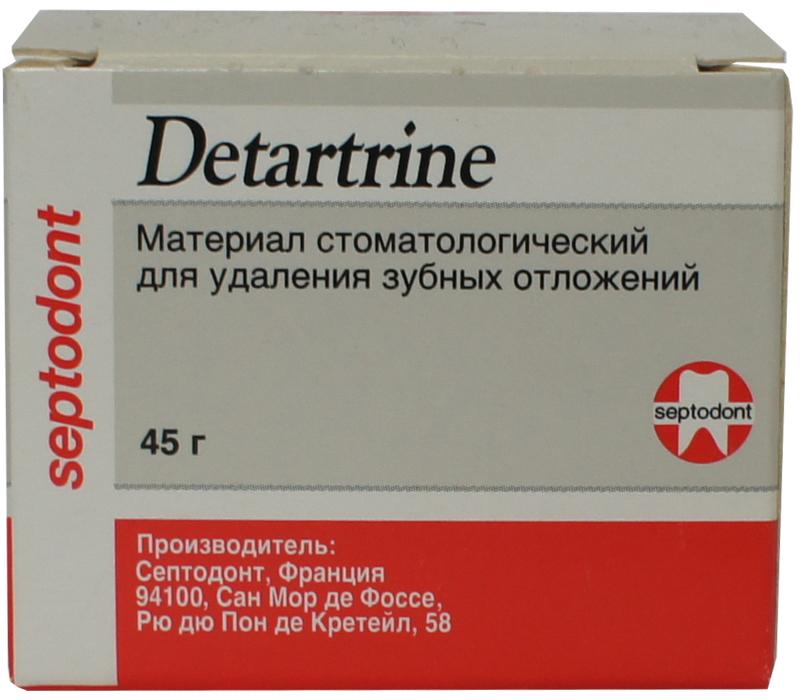 Detartrine
septodont
Материал стоматологический
для удаления зубных отложений
45 г
septodont
Производитель:
Септодонт, Франция
94100, Сан Мор де Фоссе,
Рю дю Пон де Кретейл, 58